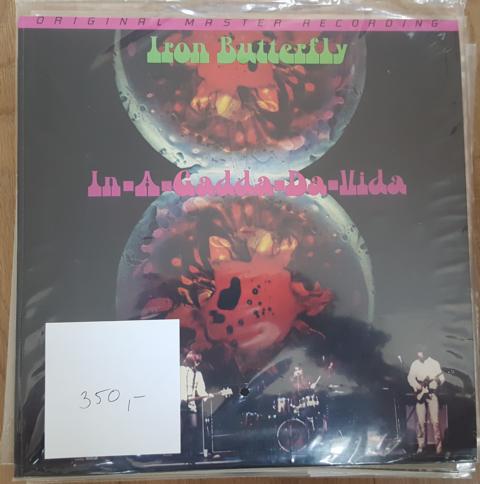 ORIGINAL MASTER RECORDING
Iron Butterfly
In-A-Gadda-Da-Vida
350,-